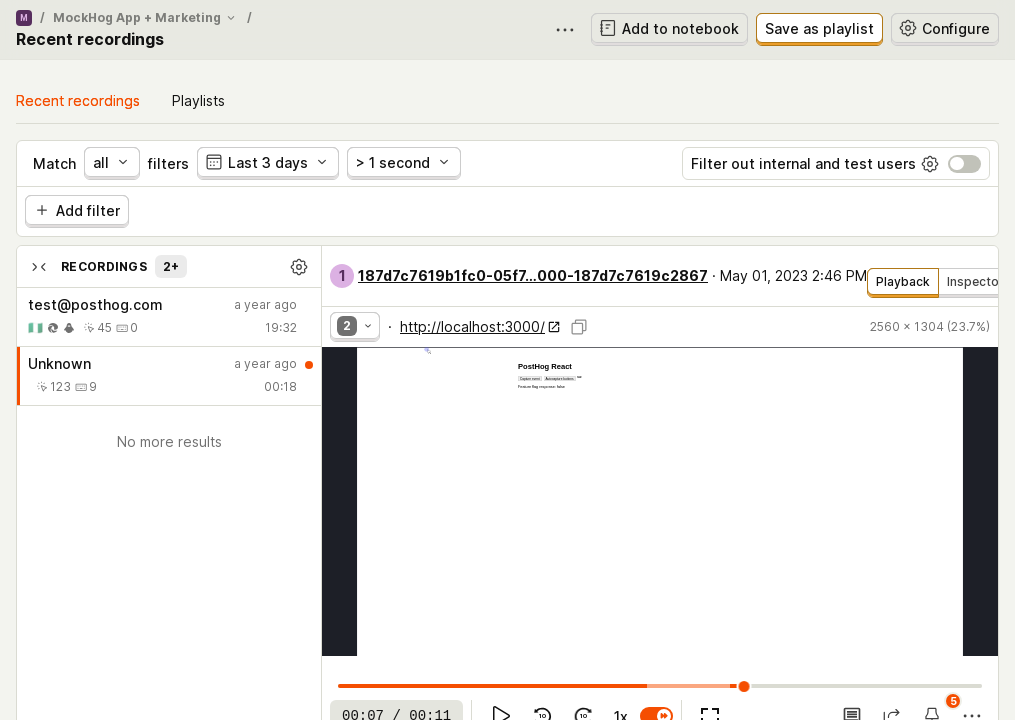 M / MockHog App + Marketing /
Recent recordings
Add to notebook
Save as playlist
Configure
Recent recordings
Playlists
Match all filters Last 3 days > 1 second
Filter out internal and test users
Add filter
RECORDINGS 2+
test@posthog.com a year ago
45 0 19:32
Unknown a year ago
123 9 00:18
No more results
1 187d7c7619b1fc0-05f7...000-187d7c7619c2867 · May 01, 2023 2:46 PM
Playback
Inspecto
2 · http://localhost:3000/
2560 × 1304 (23.7%)
PostHog React
Feature flag response: false
00:07 / 00:11
10 10 1x
5